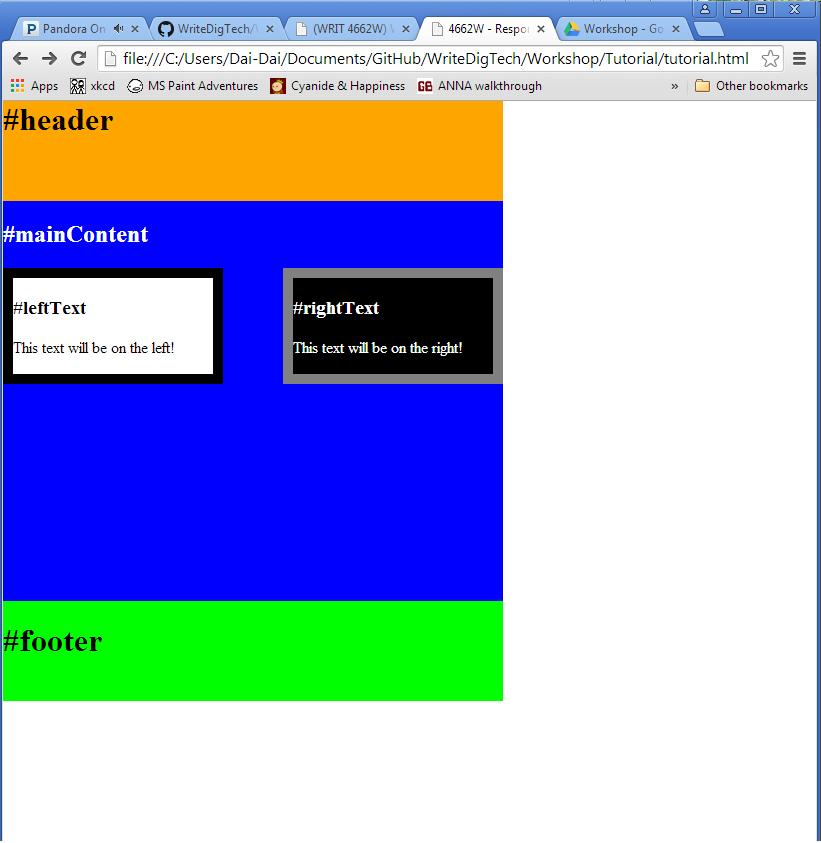 Pandora On
WriteDigTech/
(WRIT 4662W)
4662W - Respo
Workshop - Go
file:///C:/Users/Dai-Dai/Documents/GitHub/WriteDigTech/Workshop/Tutorial/tutorial.html
Apps xkcd MS Paint Adventures Cyanide & Happiness GB ANNA walkthrough » Other bookmarks
#header
#mainContent
#leftText
This text will be on the left!
#rightText
This text will be on the right!
#footer